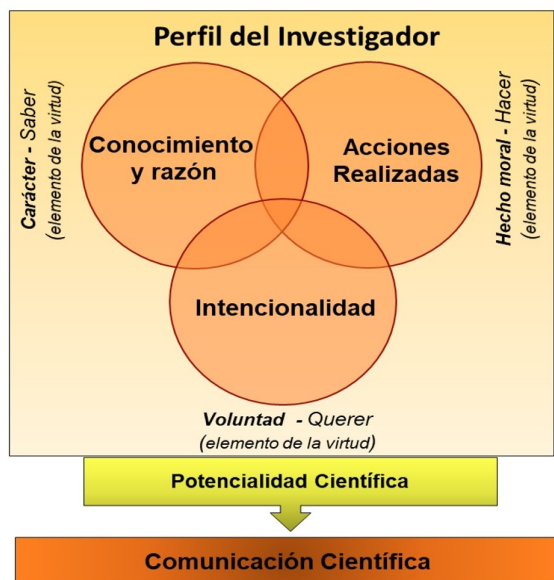 Perfil del Investigador
Carácter - Saber
(elemento de la virtud)
Conocimiento
y razón
Acciones
Realizadas
Hecho moral - Hacer
(elemento de la virtud)
Intencionalidad
Voluntad - Querer
(elemento de la virtud)
Potencialidad Científica
Comunicación Científica